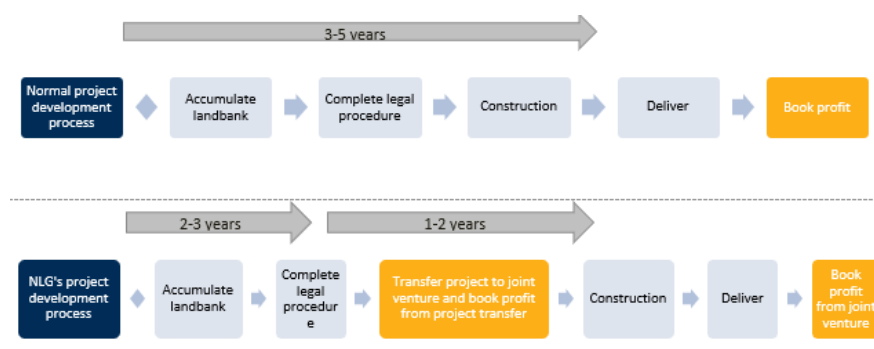 3-5 years
Normal project
development
process
Accumulate
landbank
Complete legal
procedure
Construction
Deliver
Book profit
2-3 years
1-2 years
NLG's project
development
process
Accumulate
landbank
Complete
legal
procedur
e
Transfer project to joint
venture and book profit
from project transfer
Construction
Deliver
Book
profit
from joint
venture